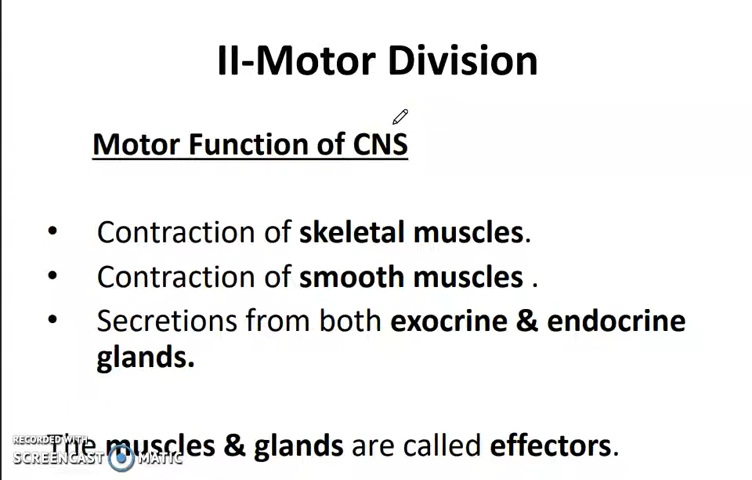 II-Motor Division
Motor Function of CNS
• Contraction of skeletal muscles.
• Contraction of smooth muscles .
• Secretions from both exocrine & endocrine
glands.
The muscles & glands are called effectors.
RECORDED WITH
SCREENCAST MATIC